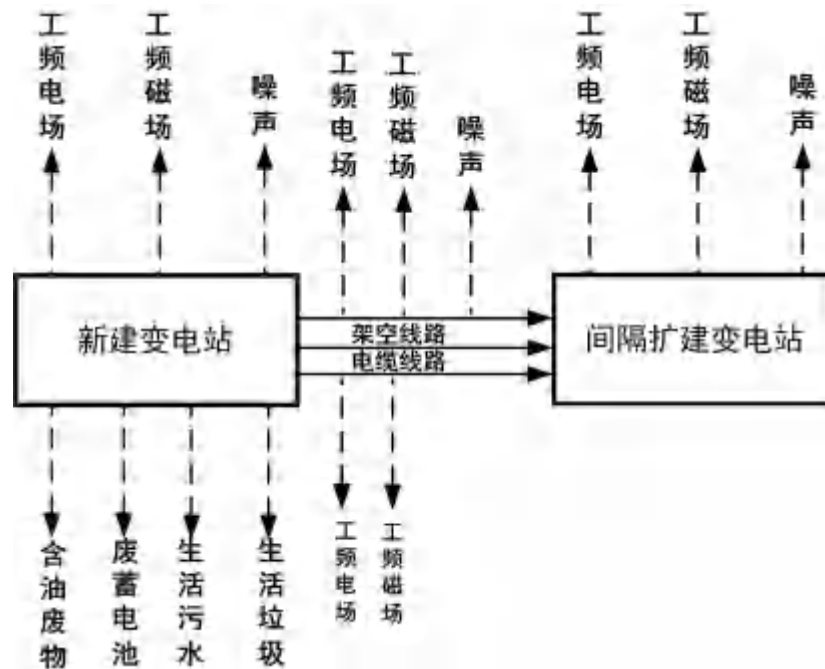 工频电场
工频磁场
噪声
工频电场
工频磁场
噪声
工频电场
工频磁场
噪声
新建变电站
架空线路
电缆线路
间隔扩建变电站
含油废物
废蓄电池
生活污水
生活垃圾
工频电场
工频磁场